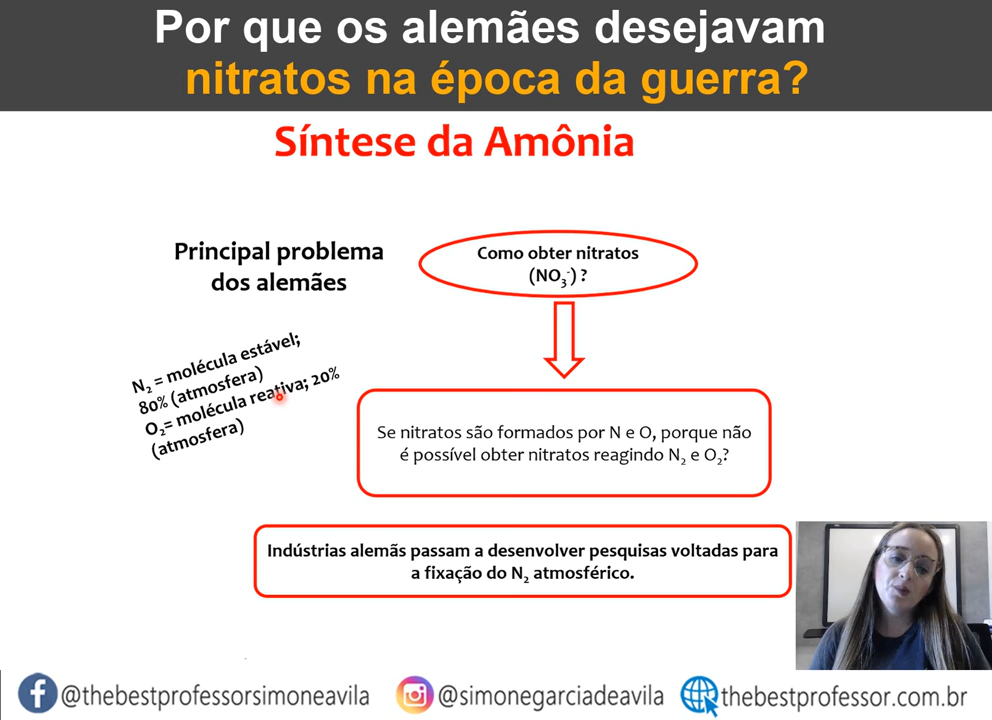 Por que os alemães desejavam
nitratos na época da guerra?
Síntese da Amônia
Principal problema
dos alemães
Como obter nitratos
(NO₃⁻) ?
N₂ = molécula estável;
80% (atmosfera)
O₂= molécula reativa; 20%
(atmosfera)
Se nitratos são formados por N e O, porque não
é possível obter nitratos reagindo N₂ e O₂?
Indústrias alemãs passam a desenvolver pesquisas voltadas para
a fixação do N₂ atmosférico.
@thebestprofessorsimoneavila
@simonegarciadeavila
thebestprofessor.com.br